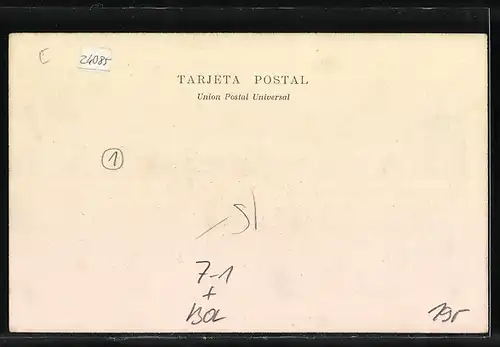 E
24085
TARJETA POSTAL
Union Postal Universal
1
7-1
+
BOL